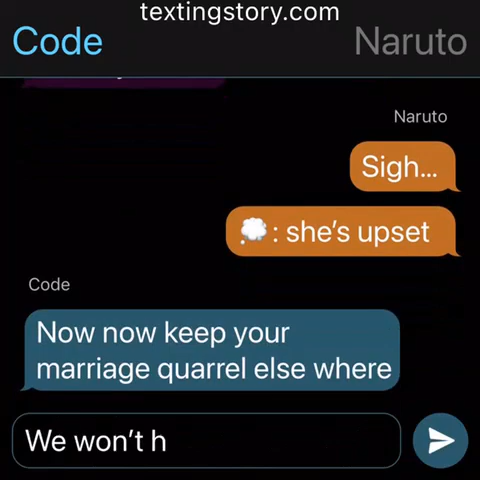 textingstory.com
Code Naruto
Naruto
Sigh...
💭: she's upset
Code
Now now keep your
marriage quarrel else where
We won't h